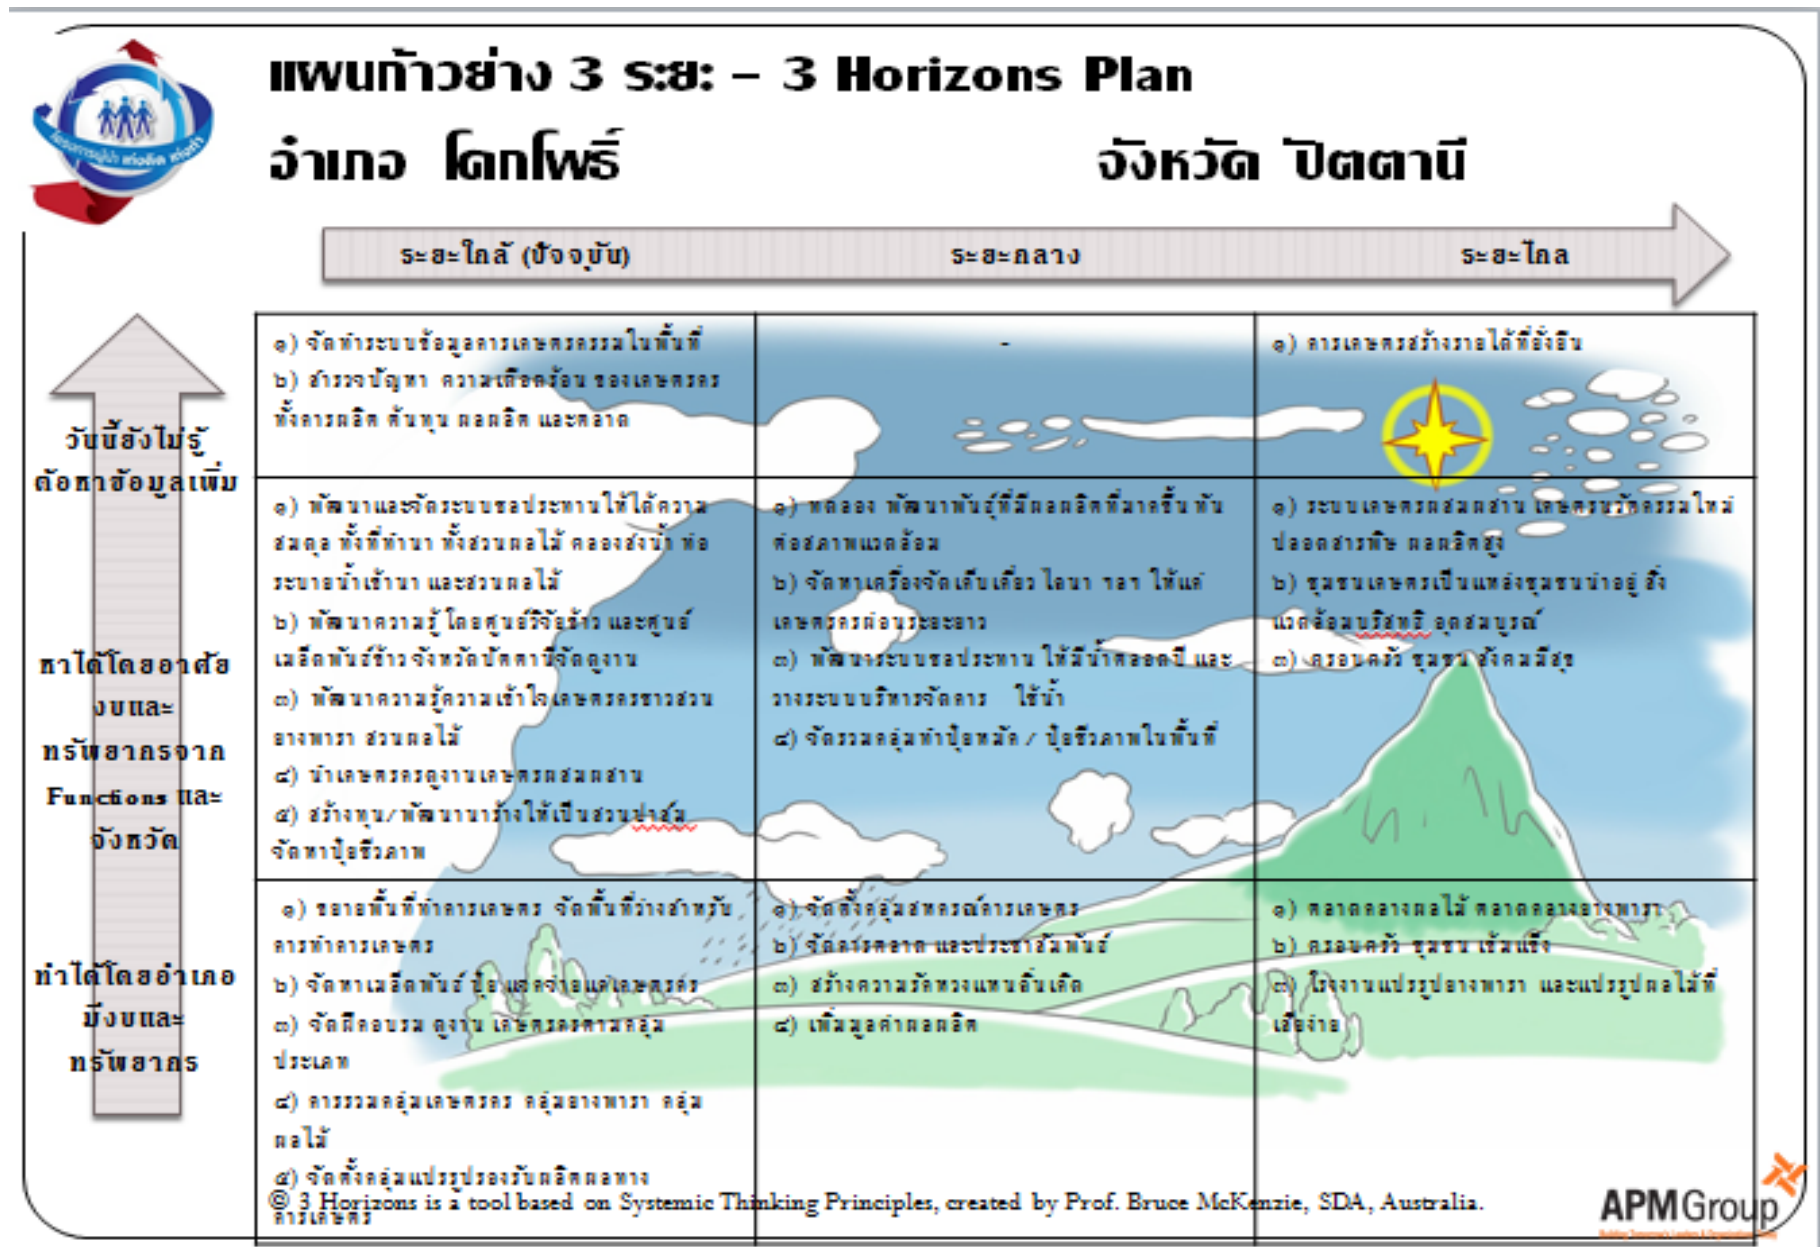 แผนก้าวย่าง 3 ระยะ – 3 Horizons Plan
อำเภอ โคกโพธิ์ จังหวัด ปัตตานี
ระยะใกล้ (ปัจจุบัน) ระยะกลาง ระยะไกล
วันนี้ยังไม่รู้
ต้อหาข้อมูลเพิ่ม
๑) จัดทำระบบข้อมูลการเกษตรกรรมในพื้นที่
๒) สำรวจปัญหา ความเดือดร้อน ของเกษตรกร
ทั้งการผลิต ต้นทุน ผลผลิต และตลาด
-
๑) การเกษตรสร้างรายได้ที่ยั่งยืน
หาได้โดยอาศัย
งบและ
ทรัพยากรจาก
Functions และ
จังหวัด
๑) พัฒนาและจัดระบบชลประทานให้ได้ความ
สมดุล ทั้งที่ทำนา ทั้งสวนผลไม้ คลองส่งน้ำ ท่อ
ระบายน้ำเข้านา และสวนผลไม้
๒) พัฒนาความรู้ โดยศูนย์วิจัยข้าว และศูนย์
เมล็ดพันธ์ข้าว จังหวัดปัตตานีจัดดูงาน
๓) พัฒนาความรู้ความเข้าใจเกษตรกรชาวสวน
ยางพารา สวนผลไม้
๔) นำเกษตรกรดูงานเกษตรผสมผสาน
๕) สร้างทุน/พัฒนานาร้างให้เป็นสวนปาล์ม
จัดหาปุ๋ยชีวภาพ
๑) ทดลอง พัฒนาพันธุ์ที่มีผลผลิตที่มากขึ้น ทัน
ต่อสภาพแวดล้อม
๒) จัดหาเครื่องจัดเก็บเกี่ยว ไถนา ฯลฯ ให้แก่
เกษตรกรผ่อนระยะยาว
๓) พัฒนาระบบชลประทาน ให้มีน้ำตลอดปี และ
วางระบบบริหารจัดการ ใช้น้ำ
๔) จัดรวมกลุ่มทำปุ๋ยหมัก / ปุ๋ยชีวภาพในพื้นที่
๑) ระบบเกษตรผสมผสาน เกษตรนวัตกรรมใหม่
ปลอดสารพิษ ผลผลิตสูง
๒) ชุมชนเกษตรเป็นแหล่งชุมชนน่าอยู่ สิ่ง
แวดล้อมบริสุทธิ อุดสมบูรณ์
๓) ครอบครัว ชุมชน สังคมมีสุข
ทำได้โดยอำเภอ
มีงบและ
ทรัพยากร
๑) ขยายพื้นที่ทำการเกษตร จัดพื้นที่ว่างสำหรับ
การทำการเกษตร
๒) จัดหาเมล็ดพันธ์ ปุ๋ย แจกจ่ายแก่เกษตรกร
๓) จัดฝึกอบรม ดูงาน เกษตรกรตามกลุ่ม
ประเภท
๔) การรวมกลุ่มเกษตรกร กลุ่มยางพารา กลุ่ม
ผลไม้
๕) จัดตั้งกลุ่มแปรรูปรองรับผลิตผลทาง
การเกษตร
๑) จัดตั้งกลุ่มสหกรณ์การเกษตร
๒) จัดการตลาด และประชาสัมพันธ์
๓) สร้างความรักหวงแหนถิ่นเกิด
๔) เพิ่มมูลค่าผลผลิต
๑) ตลาดกลางผลไม้ ตลาดกลางยางพารา
๒) ครอบครัว ชุมชน เข้มแข็ง
๓) โรงงานแปรรูปยางพารา และแปรรูปผลไม้ที่
เสียง่าย
@ 3 Horizons is a tool based on Systemic Thinking Principles, created by Prof. Bruce McKenzie, SDA, Australia.
APMGroup